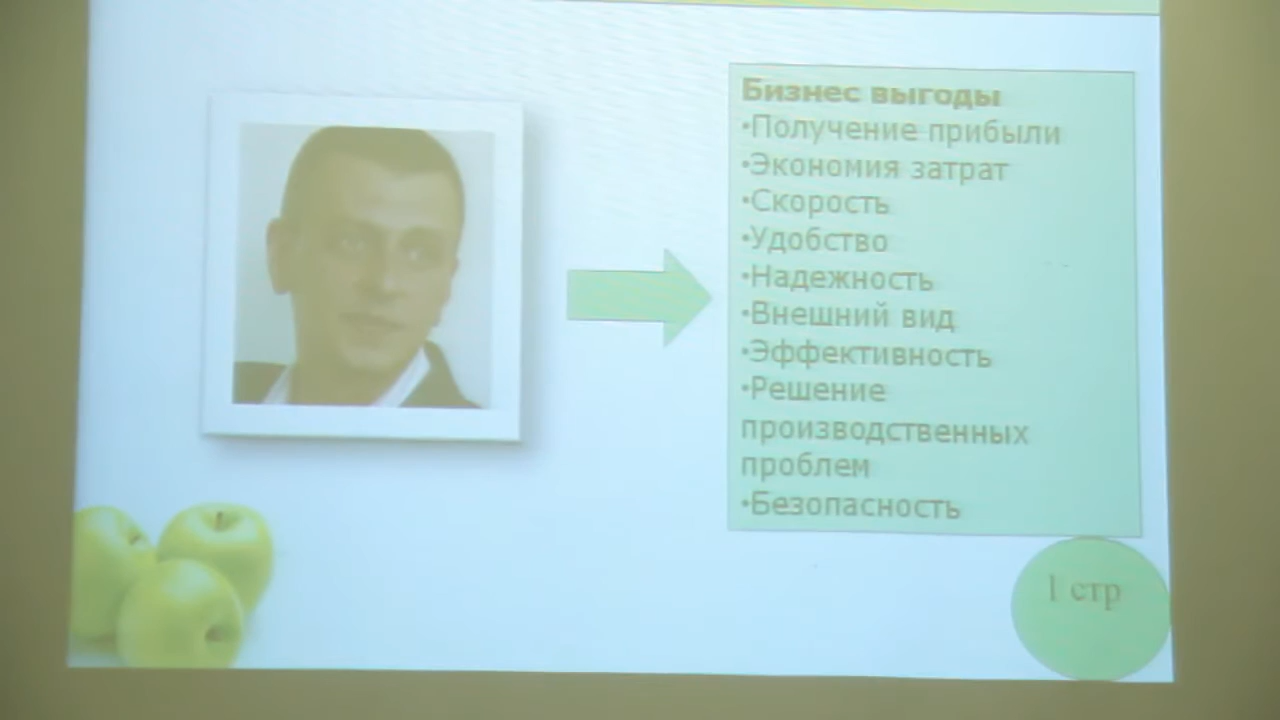 Бизнес выгоды
•Получение прибыли
•Экономия затрат
•Скорость
•Удобство
•Надежность
•Внешний вид
•Эффективность
•Решение
производственных
проблем
•Безопасность
1 стр